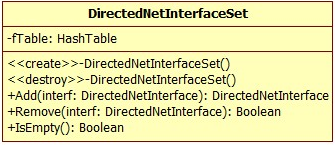 DirectedNetInterfaceSet
-fTable: HashTable
<<create>>-DirectedNetInterfaceSet()
<<destroy>>-DirectedNetInterfaceSet()
+Add(interf: DirectedNetInterface): DirectedNetInterface
+Remove(interf: DirectedNetInterface): Boolean
+IsEmpty(): Boolean